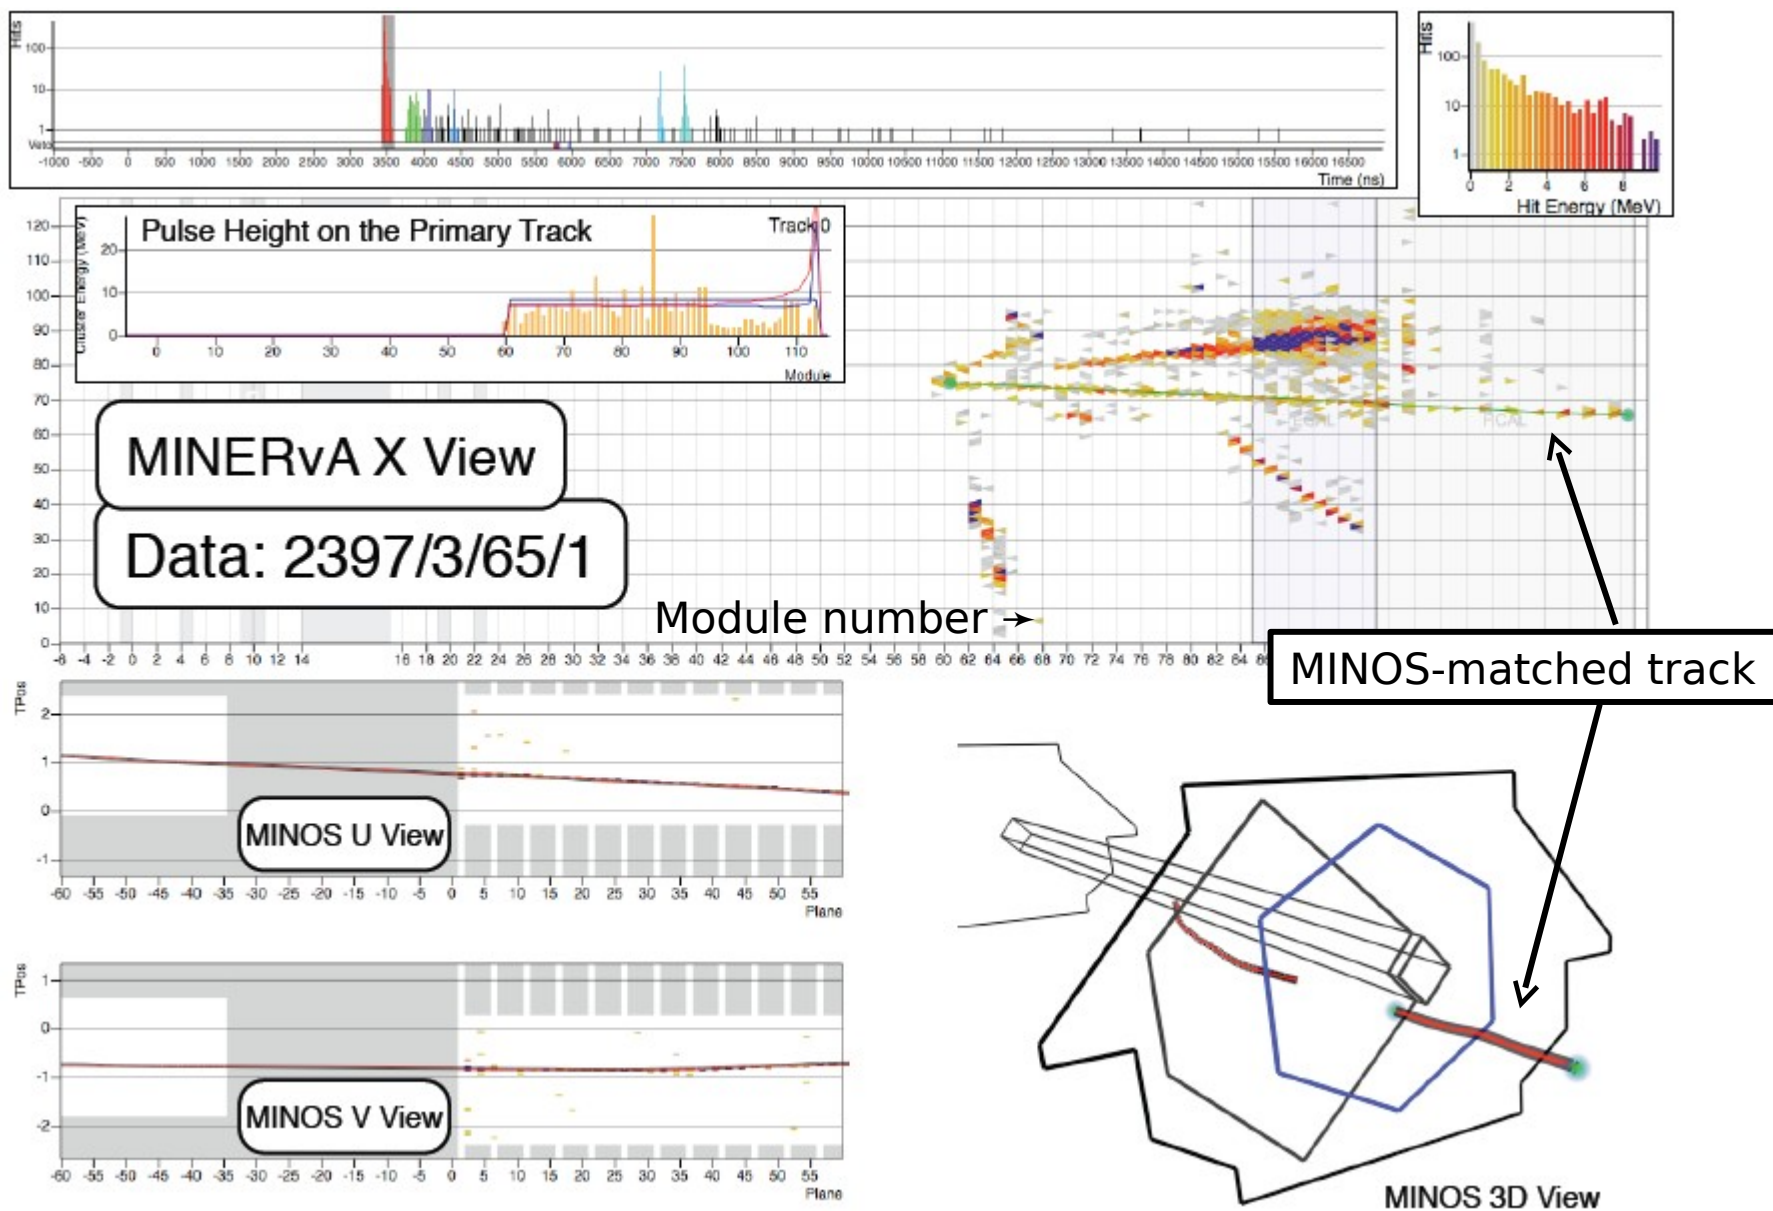 Hits
100
10
1
Veto
-1000 -500 0 500 1000 1500 2000 2500 3000 3500 4000 4500 5000 5500 6000 6500 7000 7500 8000 8500 9000 9500 10000 10500 11000 11500 12000 12500 13000 13500 14000 14500 15000 15500 16000 16500
Time (ns)
Hits
100
10
1
0 2 4 6 8
Hit Energy (MeV)
120
110
100
90
80
70
60
50
40
30
20
10
0
Cluster Energy (MeV)
Pulse Height on the Primary Track
Track 0
20
10
0
0 10 20 30 40 50 60 70 80 90 100 110
Module
ECAL
HCAL
MINERvA X View
Data: 2397/3/65/1
Module number
-6 -4 -2 0 2 4 6 8 10 12 14 16 18 20 22 24 26 28 30 32 34 36 38 40 42 44 46 48 50 52 54 56 58 60 62 64 66 68 70 72 74 76 78 80 82 84
MINOS-matched track
TPos
2
1
0
-1
MINOS U View
-60 -55 -50 -45 -40 -35 -30 -25 -20 -15 -10 -5 0 5 10 15 20 25 30 35 40 45 50 55
Plane
TPos
1
0
-1
-2
MINOS V View
-60 -55 -50 -45 -40 -35 -30 -25 -20 -15 -10 -5 0 5 10 15 20 25 30 35 40 45 50 55
Plane
MINOS 3D View